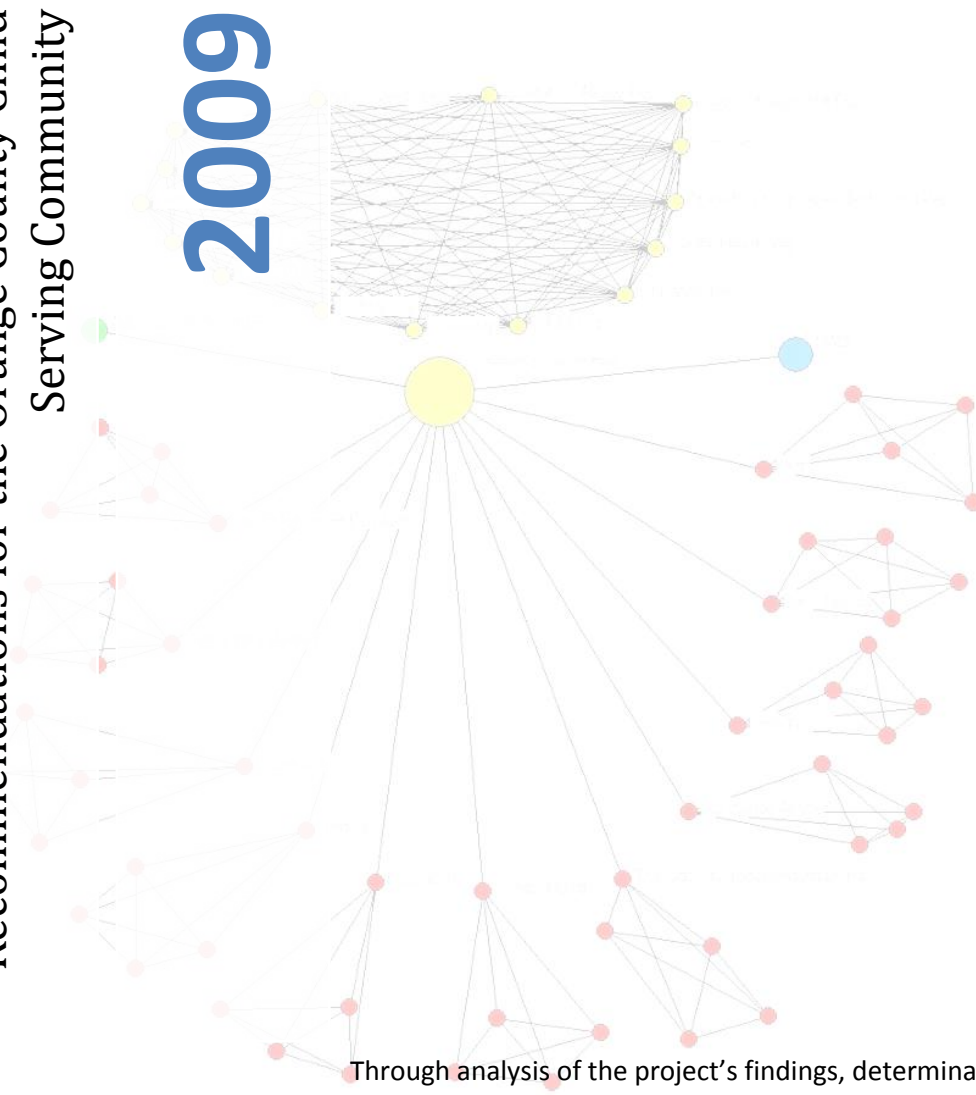 Recommendations for the Orange County Child
Serving Community
2009
Through analysis of the project’s findings, determina